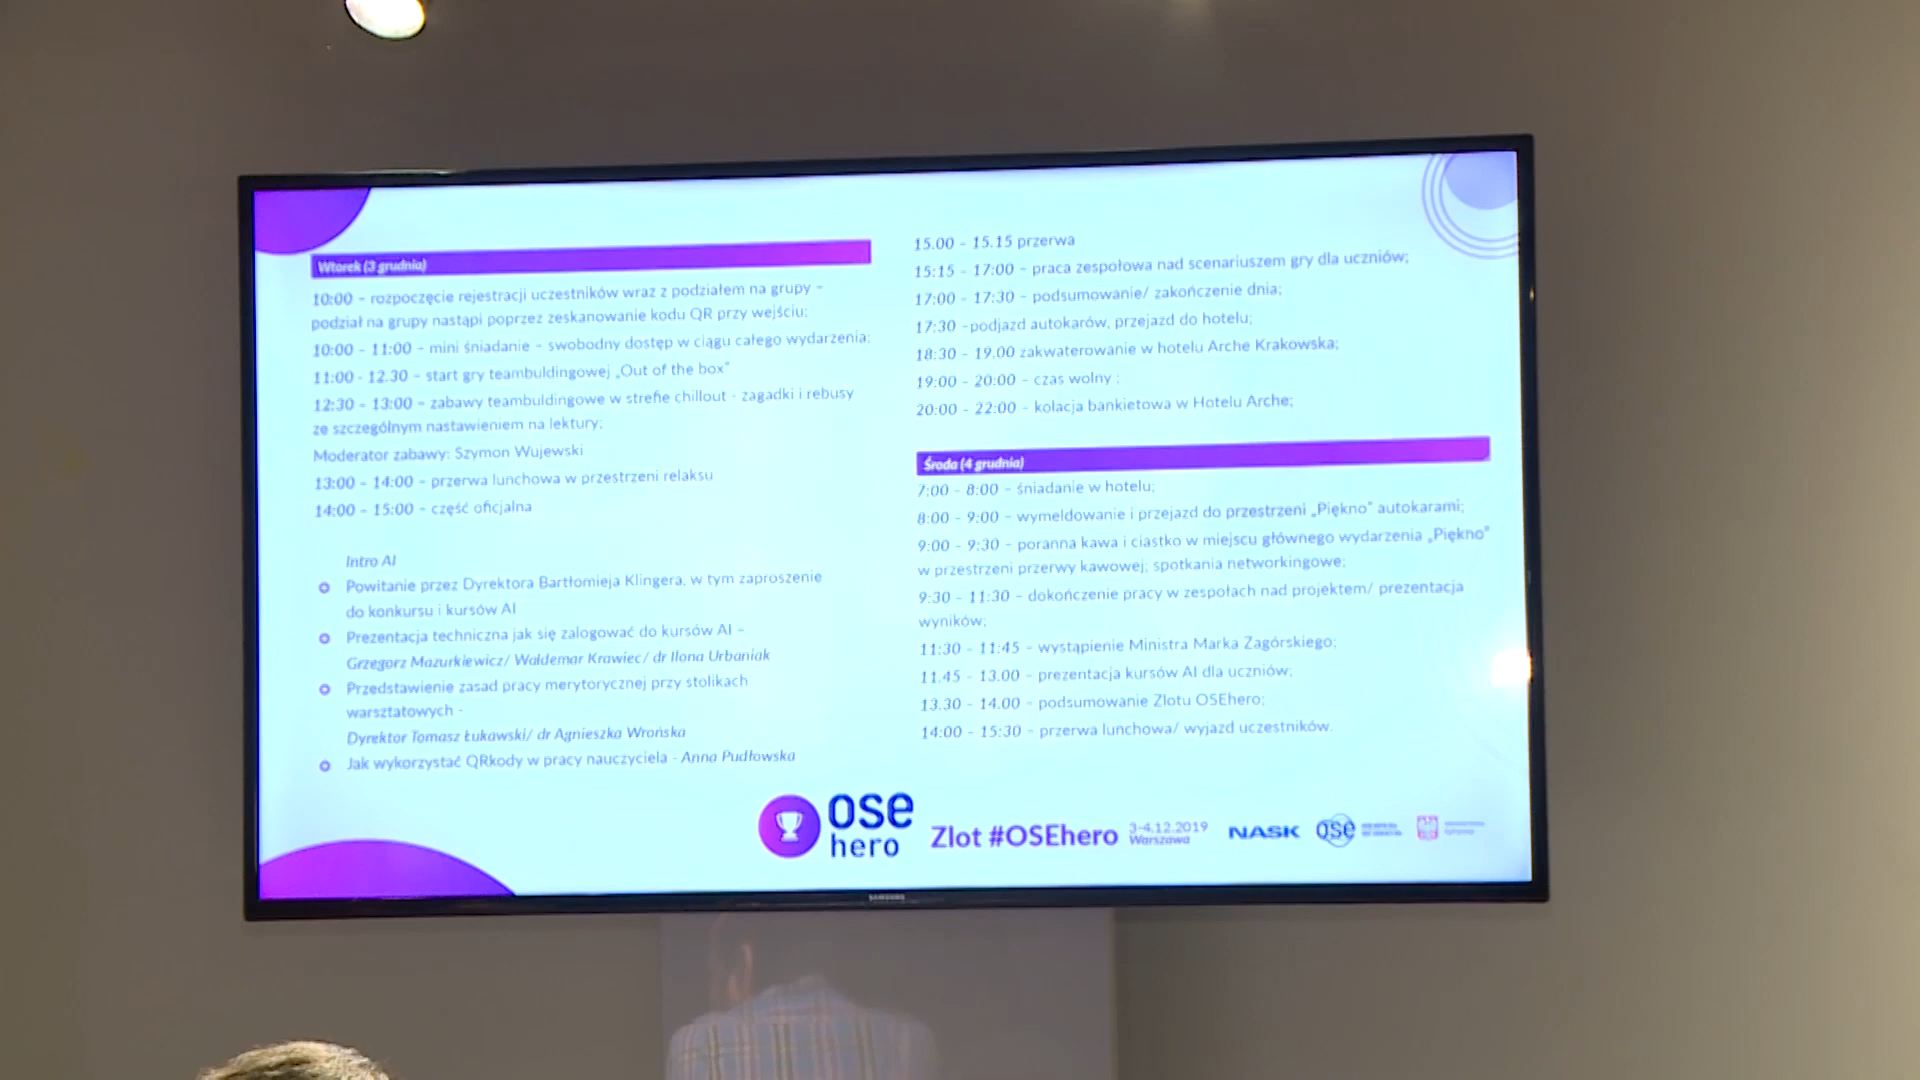 Wtorek (3 grudnia)
10:00 - rozpoczęcie rejestracji uczestników wraz z podziałem na grupy -
podział na grupy nastąpi poprzez zeskanowanie kodu QR przy wejściu;
10:00 - 11:00 - mini śniadanie - swobodny dostęp w ciągu całego wydarzenia;
11:00 - 12.30 - start gry teambuldingowej „Out of the box"
12:30 - 13:00 - zabawy teambuldingowe w strefie chillout - zagadki i rebusy
ze szczególnym nastawieniem na lektury;
Moderator zabawy: Szymon Wujewski
13:00 - 14:00 - przerwa lunchowa w przestrzeni relaksu
14:00 - 15:00 - część oficjalna
Intro AI
Powitanie przez Dyrektora Bartłomieja Klingera, w tym zaproszenie
do konkursu i kursów AI
Prezentacja techniczna jak się zalogować do kursów AI -
Grzegorz Mazurkiewicz/ Waldemar Krawiec/ dr Ilona Urbaniak
Przedstawienie zasad pracy merytorycznej przy stolikach
warsztatowych -
Dyrektor Tomasz Łukawski/ dr Agnieszka Wrońska
Jak wykorzystać QRkody w pracy nauczyciela - Anna Pudłowska
15.00 - 15.15 przerwa
15:15 - 17:00 - praca zespołowa nad scenariuszem gry dla uczniów;
17:00 - 17:30 - podsumowanie/ zakończenie dnia;
17:30 -podjazd autokarów, przejazd do hotelu;
18:30 - 19.00 zakwaterowanie w hotelu Arche Krakowska;
19:00 - 20:00 - czas wolny ;
20:00 - 22:00 - kolacja bankietowa w Hotelu Arche;
Środa (4 grudnia)
7:00 - 8:00 - śniadanie w hotelu;
8:00 - 9:00 - wymeldowanie i przejazd do przestrzeni „Piękno" autokarami;
9:00 - 9:30 - poranna kawa i ciastko w miejscu głównego wydarzenia „Piękno"
w przestrzeni przerwy kawowej; spotkania networkingowe;
9:30 - 11:30 - dokończenie pracy w zespołach nad projektem/ prezentacja
wyników;
11:30 - 11:45 - wystąpienie Ministra Marka Zagórskiego;
11.45 - 13.00 - prezentacja kursów AI dla uczniów;
13.30 - 14.00 - podsumowanie Zlotu OSEhero;
14:00 - 15:30 - przerwa lunchowa/ wyjazd uczestników.
ose
hero
Zlot #OSEhero
3-4.12.2019
Warszawa
NASK
ose
SAMSUNG